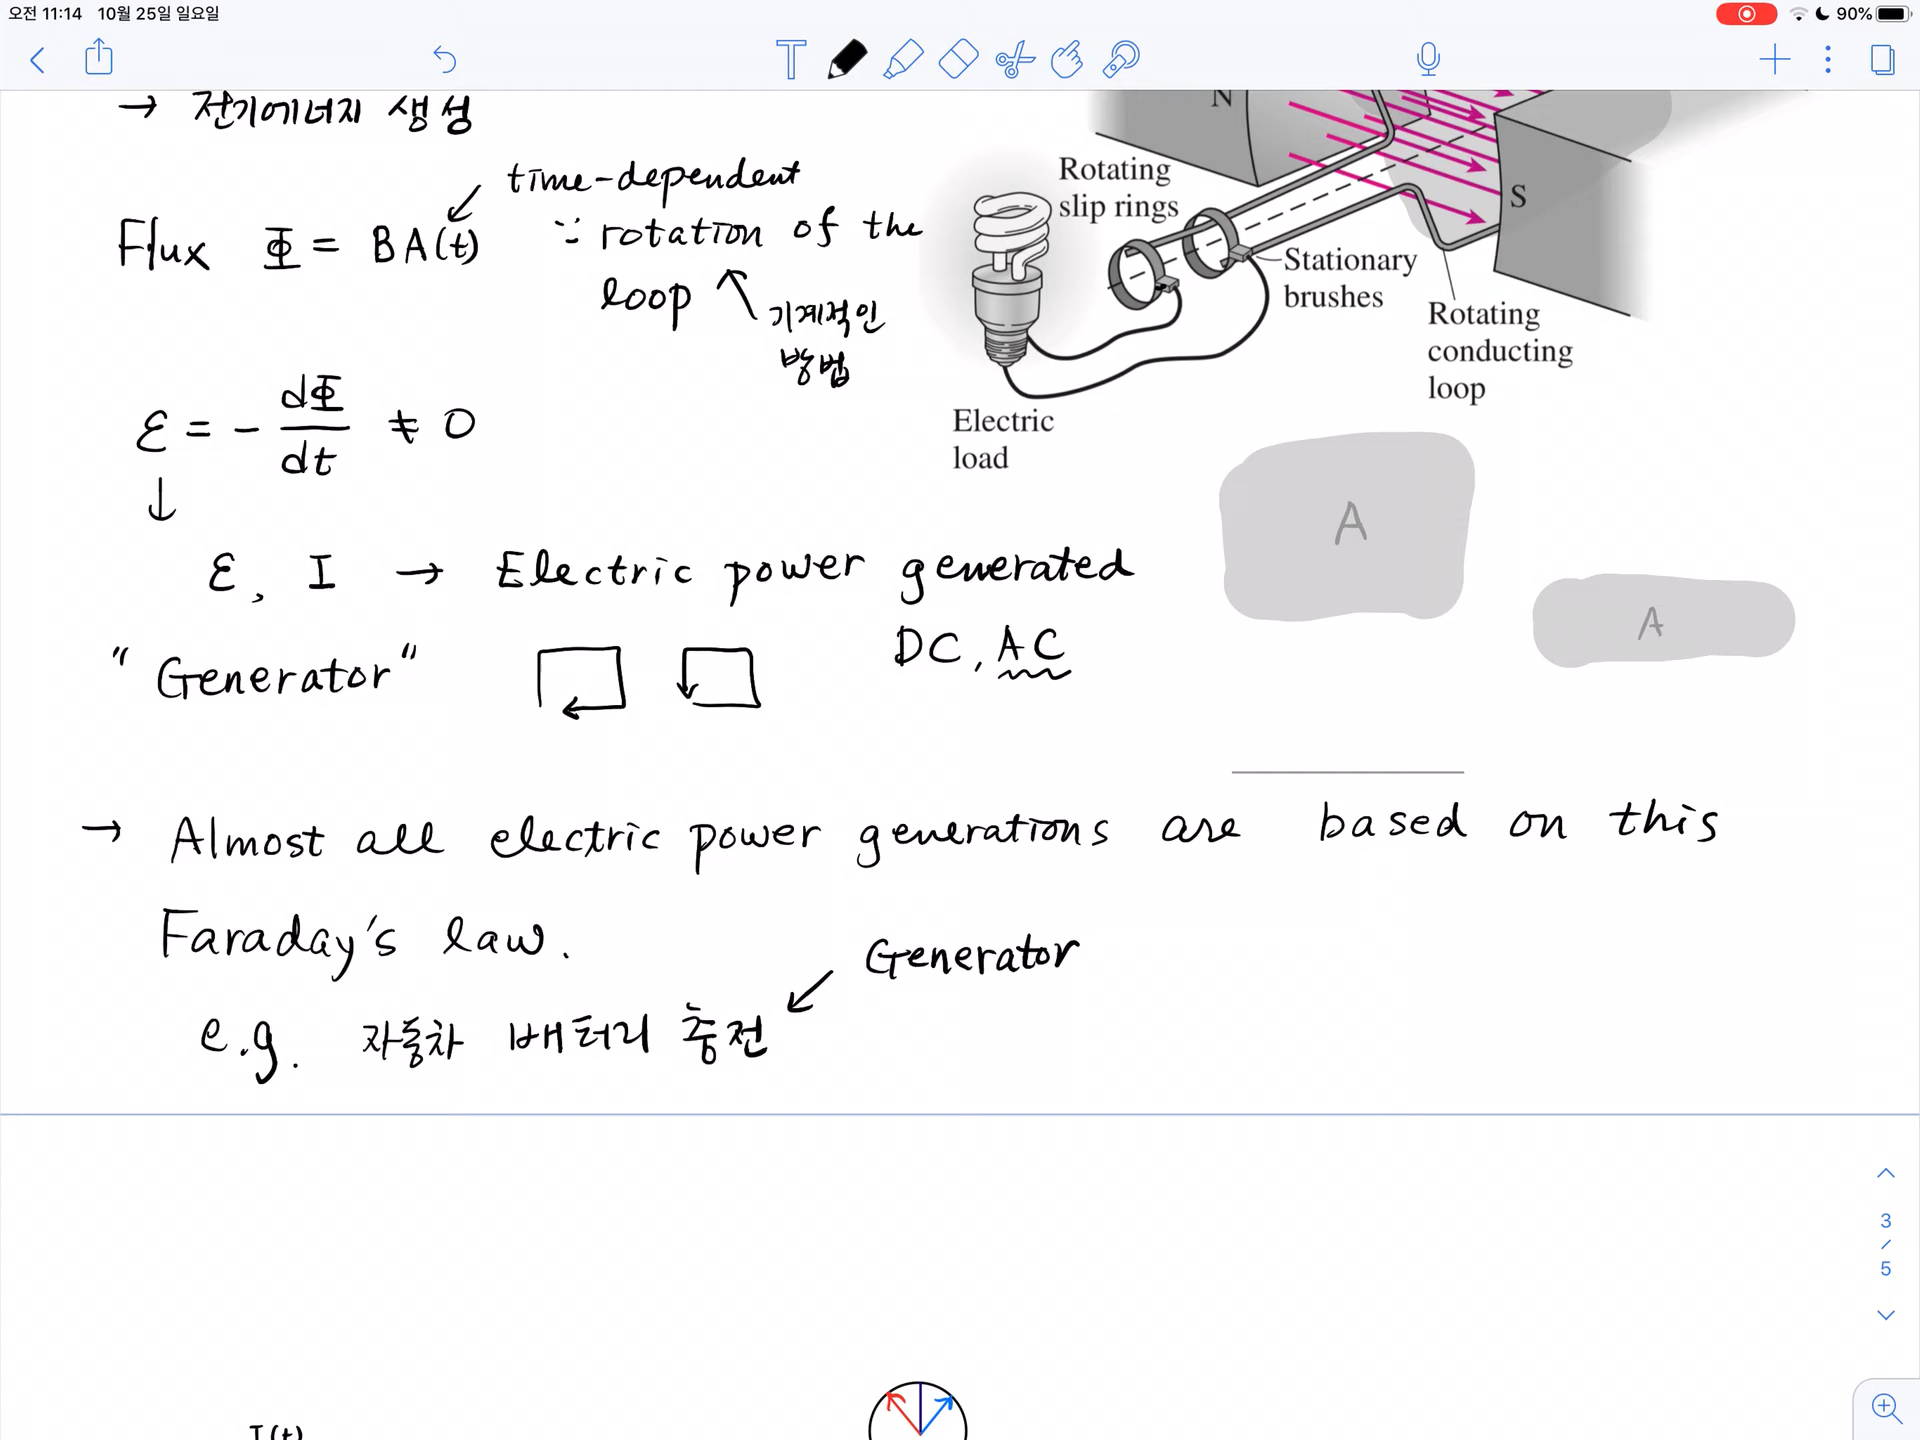 오전 11:14 10월 25일 일요일
90%
→ 전기에너지 생성
time-dependent
Flux Φ = BA(t)
∵ rotation of the
loop
기계적인
방법
ε = - dΦ/dt ≠ 0
↓
ε, I → Electric power generated
DC, AC
"Generator"
N
S
Rotating
slip rings
Stationary
brushes
Rotating
conducting
loop
Electric
load
A
A
→ Almost all electric power generations are based on this
Faraday's law.
Generator
e.g. 자동차 배터리 충전
3
/
5
I(t)